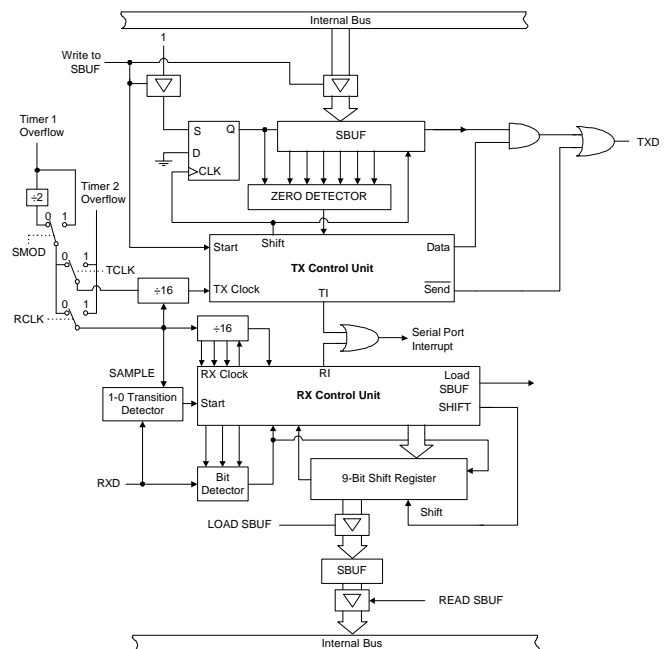 Internal Bus
1
Write to
SBUF
S
Q
D
CLK
SBUF
TXD
Timer 1
Overflow
÷2
Timer 2
Overflow
0
1
SMOD
ZERO DETECTOR
Start
Shift
Data
TX Control Unit
0
1
TCLK
÷16
TX Clock
TI
Send
0
1
RCLK
÷16
Serial Port
Interrupt
SAMPLE
RX Clock
RI
Load
SBUF
1-0 Transition
Detector
Start
RX Control Unit
SHIFT
RXD
Bit
Detector
9-Bit Shift Register
Shift
LOAD SBUF
SBUF
READ SBUF
Internal Bus